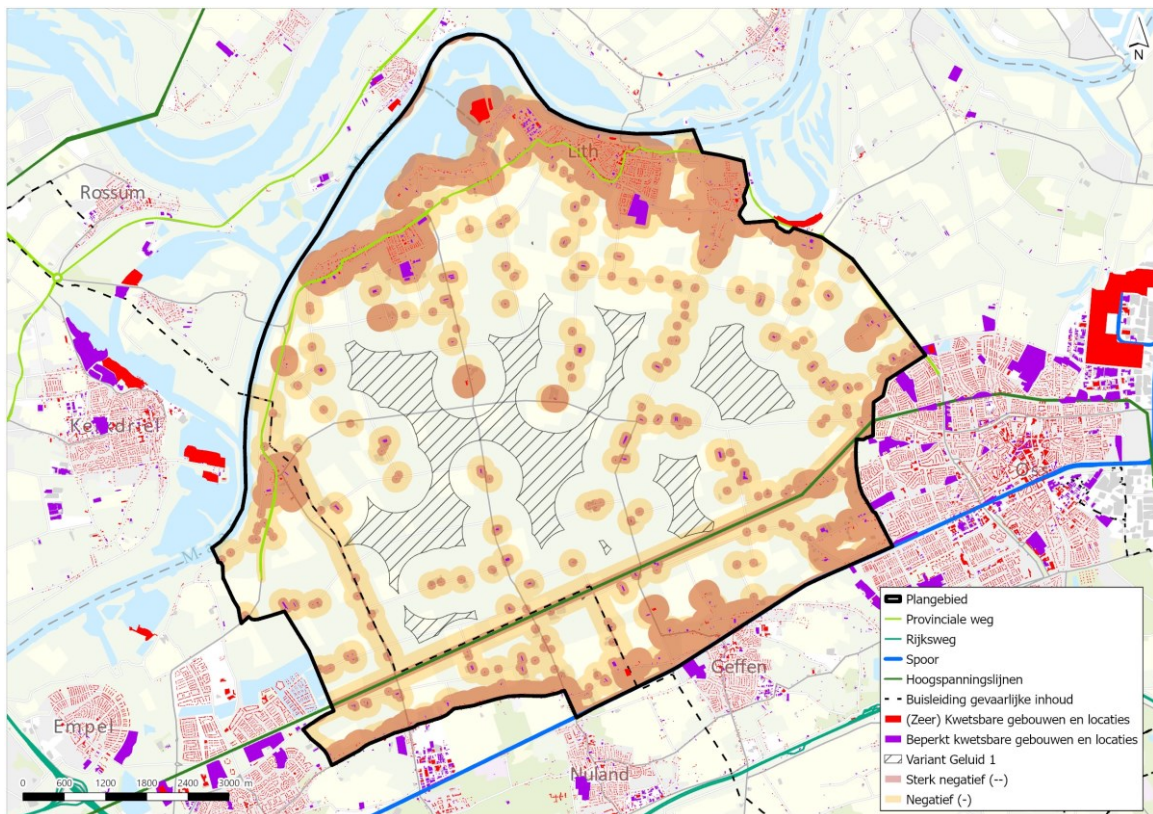 N
Lith
Rossum
Kerkdriel
Oss
M
Geffen
Empel
Nuland
0 600 1200 1800 2400 3000 m
Plangebied
Provinciale weg
Rijksweg
Spoor
Hoogspanningslijnen
Buisleiding gevaarlijke inhoud
(Zeer) Kwetsbare gebouwen en locaties
Beperkt kwetsbare gebouwen en locaties
Variant Geluid 1
Sterk negatief (--)
Negatief (-)